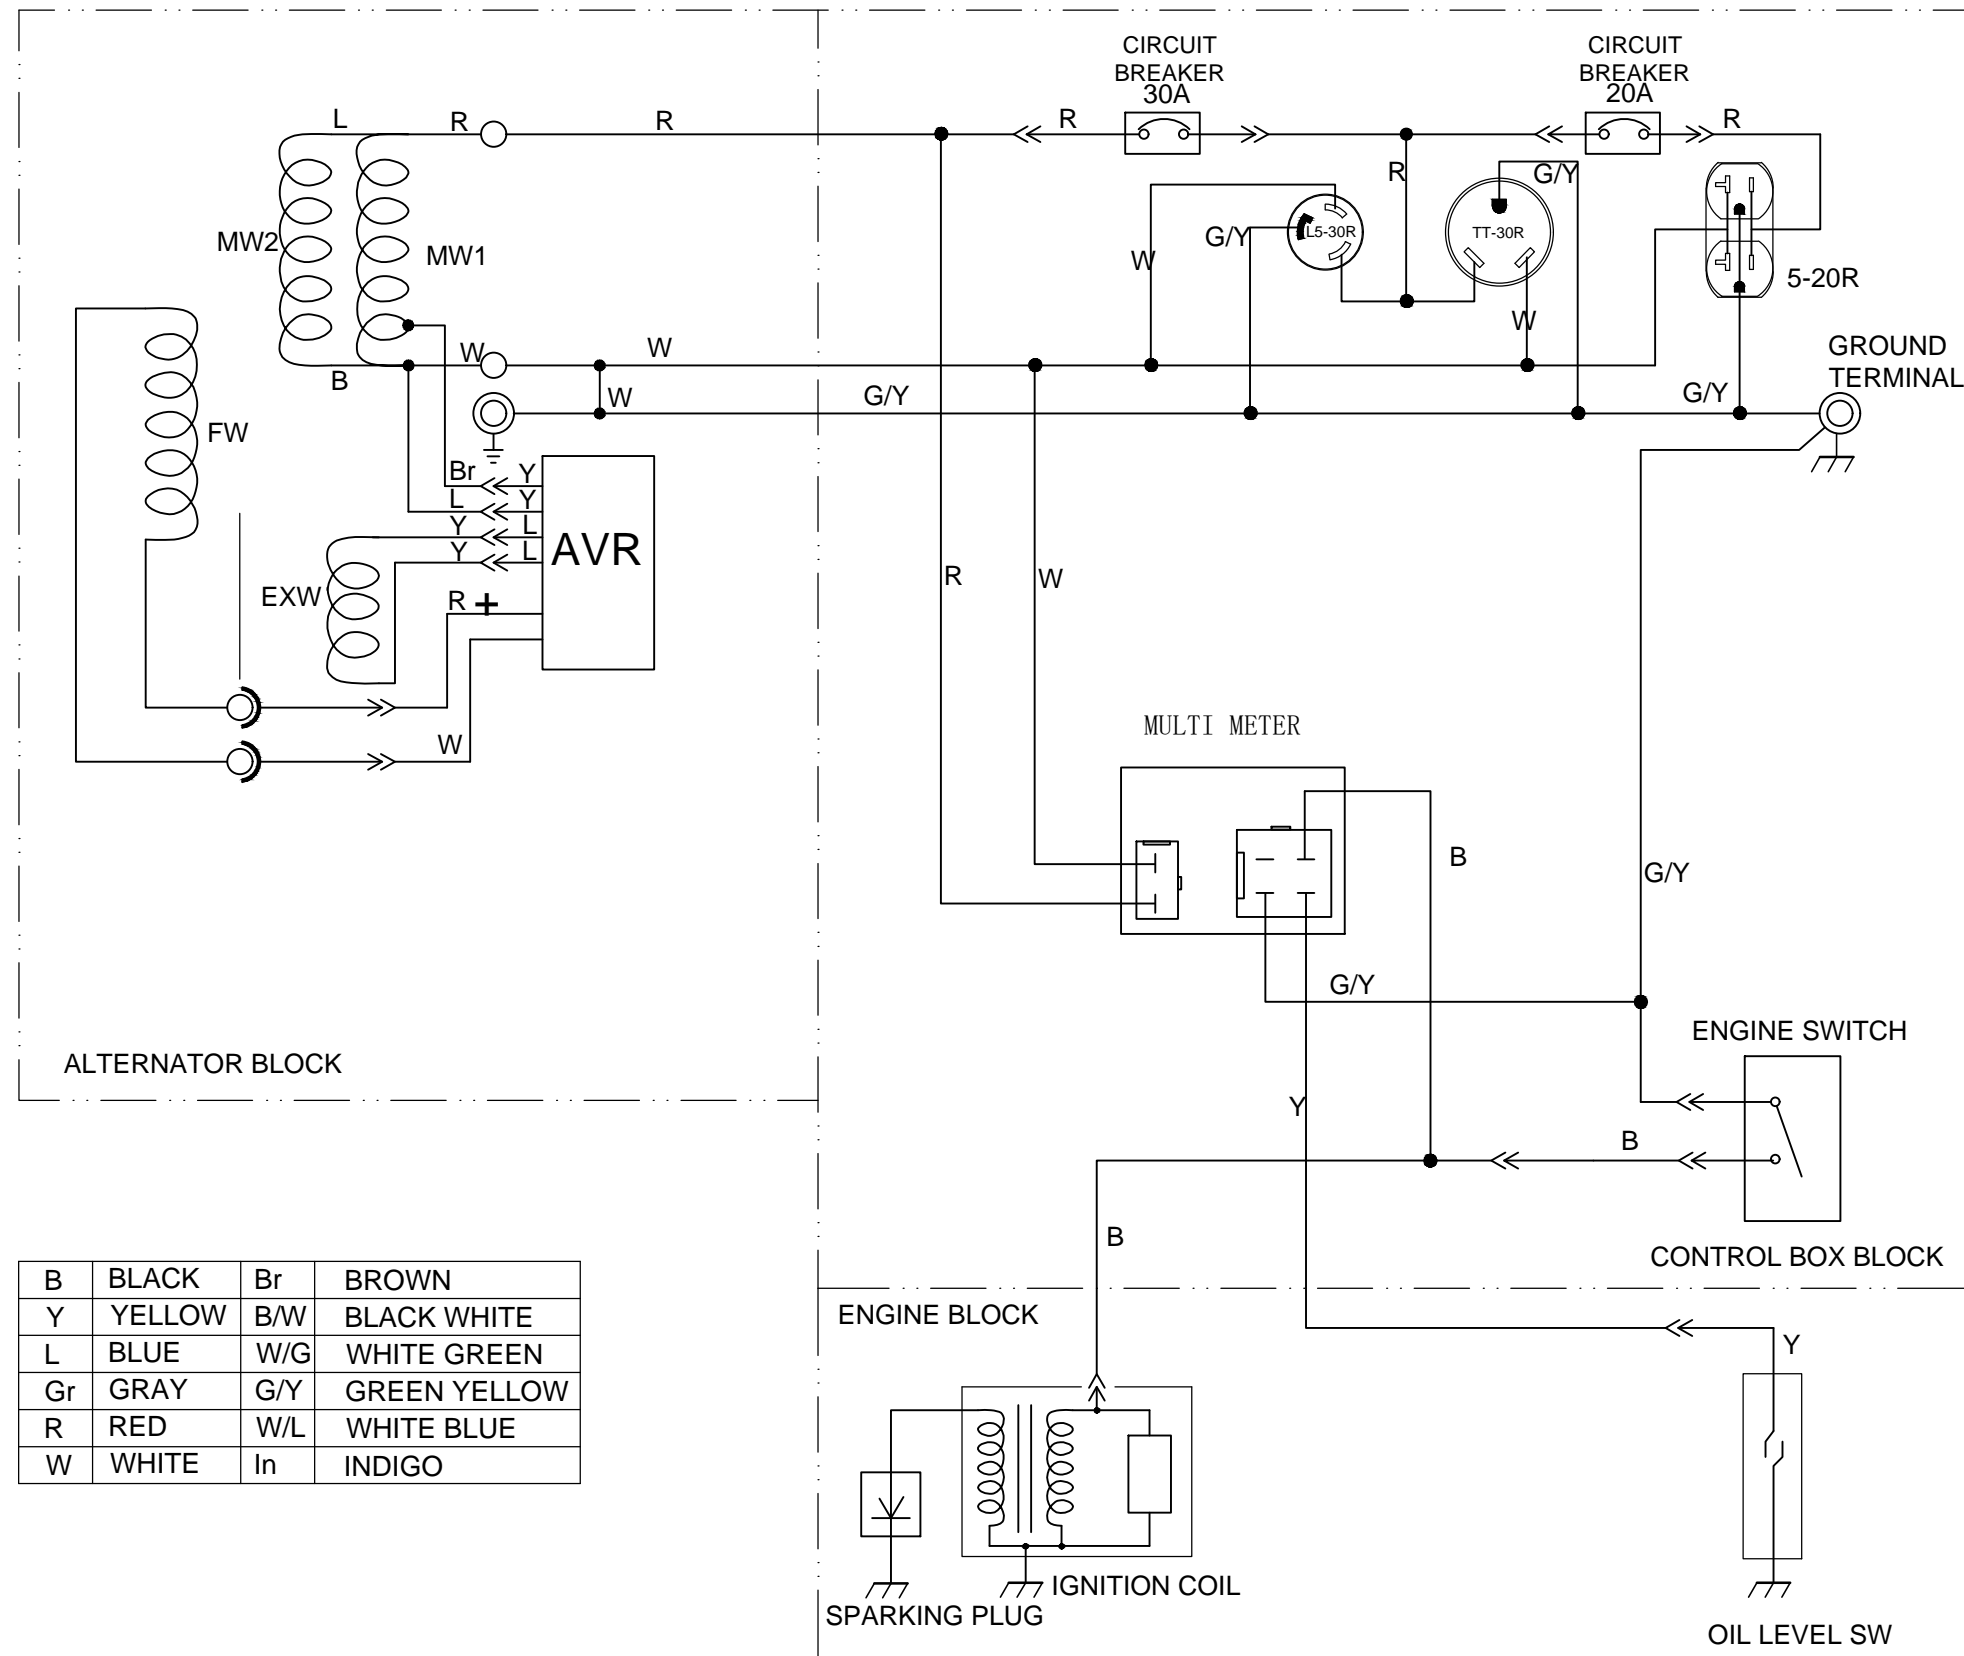 CIRCUIT
BREAKER
30A
CIRCUIT
BREAKER
20A
L
R
R
R
R
MW2
MW1
R
G/Y
G/Y
L5-30R
TT-30R
W
5-20R
W
W
W
B
W
G/Y
G/Y
GROUND
TERMINAL
FW
Br
Y
L
Y
Y
L
Y
L
AVR
EXW
R
+
W
R
W
MULTI METER
B
G/Y
G/Y
ALTERNATOR BLOCK
ENGINE SWITCH
Y
B
B
CONTROL BOX BLOCK
ENGINE BLOCK
Y
B BLACK Br BROWN
Y YELLOW B/W BLACK WHITE
L BLUE W/G WHITE GREEN
Gr GRAY G/Y GREEN YELLOW
R RED W/L WHITE BLUE
W WHITE In INDIGO
IGNITION COIL
SPARKING PLUG
OIL LEVEL SW